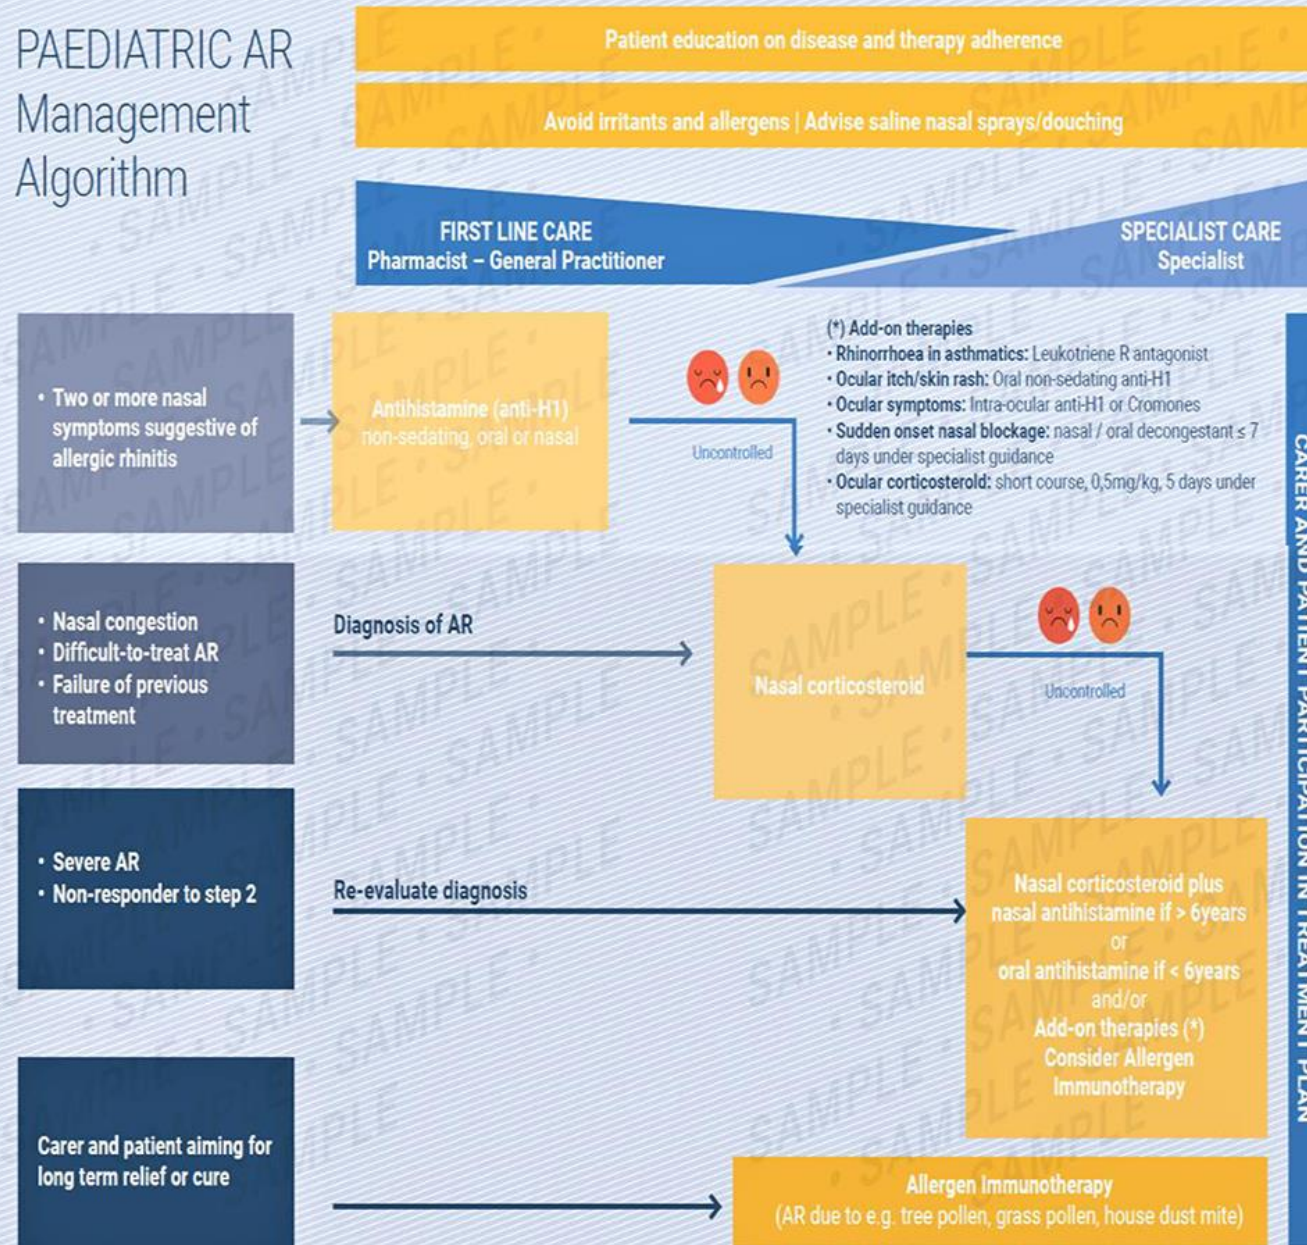 PAEDIATRIC AR
Management
Algorithm
Patient education on disease and therapy adherence
Avoid irritants and allergens | Advise saline nasal sprays/douching
FIRST LINE CARE
Pharmacist – General Practitioner
SPECIALIST CARE
Specialist
• Two or more nasal
symptoms suggestive of
allergic rhinitis
Antihistamine (anti-H1)
non-sedating, oral or nasal
Uncontrolled
(*) Add-on therapies
• Rhinorrhoea in asthmatics: Leukotriene R antagonist
• Ocular itch/skin rash: Oral non-sedating anti-H1
• Ocular symptoms: Intra-ocular anti-H1 or Cromones
• Sudden onset nasal blockage: nasal / oral decongestant ≤ 7
days under specialist guidance
• Ocular corticosterold: short course, 0,5mg/kg, 5 days under
specialist guidance
• Nasal congestion
• Difficult-to-treat AR
• Failure of previous
treatment
Diagnosis of AR
Nasal corticosteroid
Uncontrolled
• Severe AR
• Non-responder to step 2
Re-evaluate diagnosis
Nasal corticosteroid plus
nasal antihistamine if > 6years
or
oral antihistamine if < 6years
and/or
Add-on therapies (*)
Consider Allergen
Immunotherapy
Carer and patient aiming for
long term relief or cure
Allergen Immunotherapy
(AR due to e.g. tree pollen, grass pollen, house dust mite)
CARER AND PATIENT PARTICIPATION IN TREATMENT PLAN
SAMPLE • SAMPLE • SAMPLE